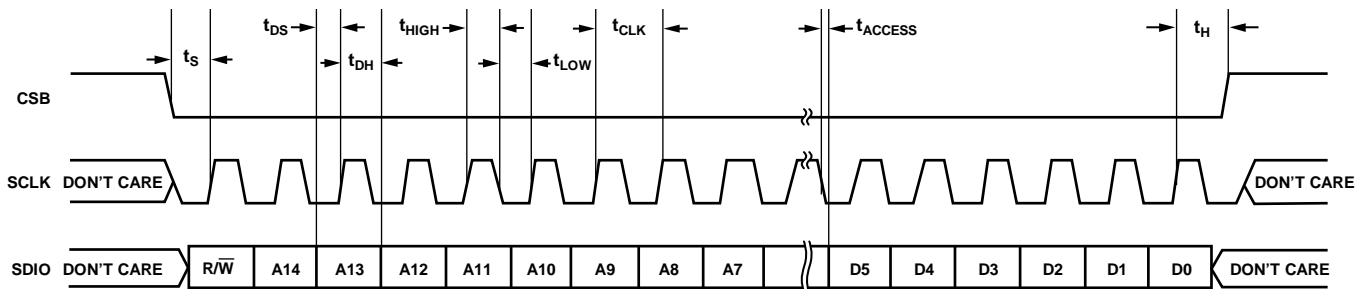 tDS tHIGH tCLK tACCESS tH
tS tDH tLOW
CSB
SCLK DON'T CARE DON'T CARE
SDIO DON'T CARE R/W̅ A14 A13 A12 A11 A10 A9 A8 A7 D5 D4 D3 D2 D1 D0 DON'T CARE